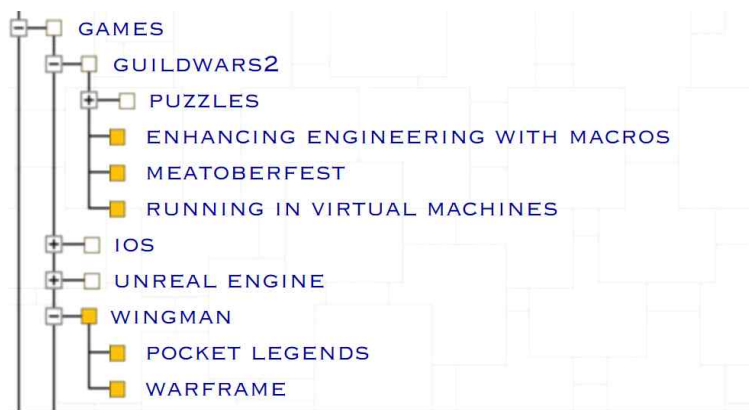 GAMES
GUILDWARS2
PUZZLES
ENHANCING ENGINEERING WITH MACROS
MEATOBERFEST
RUNNING IN VIRTUAL MACHINES
IOS
UNREAL ENGINE
WINGMAN
POCKET LEGENDS
WARFRAME